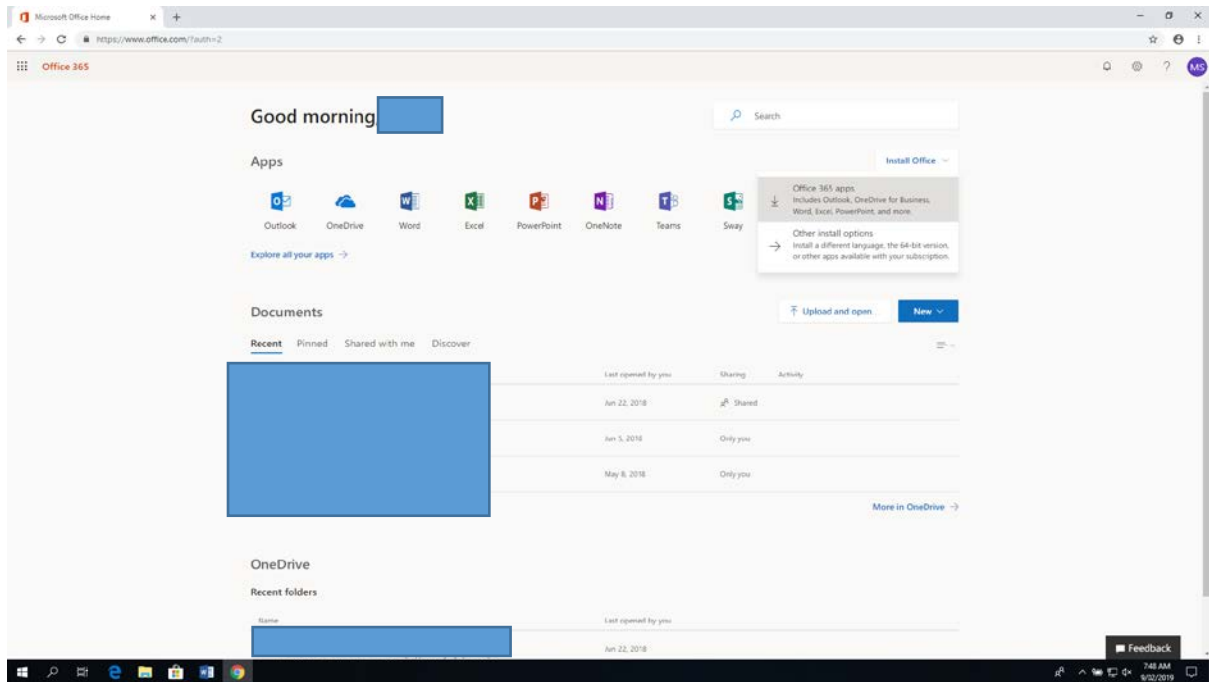 Microsoft Office Home
https://www.office.com/?auth=2
Office 365
MS
Good morning,
Search
Apps
Install Office
Office 365 apps
Includes Outlook, OneDrive for Business,
Word, Excel, PowerPoint, and more.
Other install options
Install a different language, the 64-bit version,
or other apps available with your subscription.
Outlook OneDrive Word Excel PowerPoint OneNote Teams Sway
Explore all your apps →
Documents
Upload and open
New
Recent Pinned Shared with me Discover
Last opened by you Sharing Activity
Jun 22, 2018 Shared
Jun 5, 2018 Only you
May 8, 2018 Only you
More in OneDrive →
OneDrive
Recent folders
Name Last opened by you
Jun 22, 2018
Feedback
7:48 AM
9/02/2019